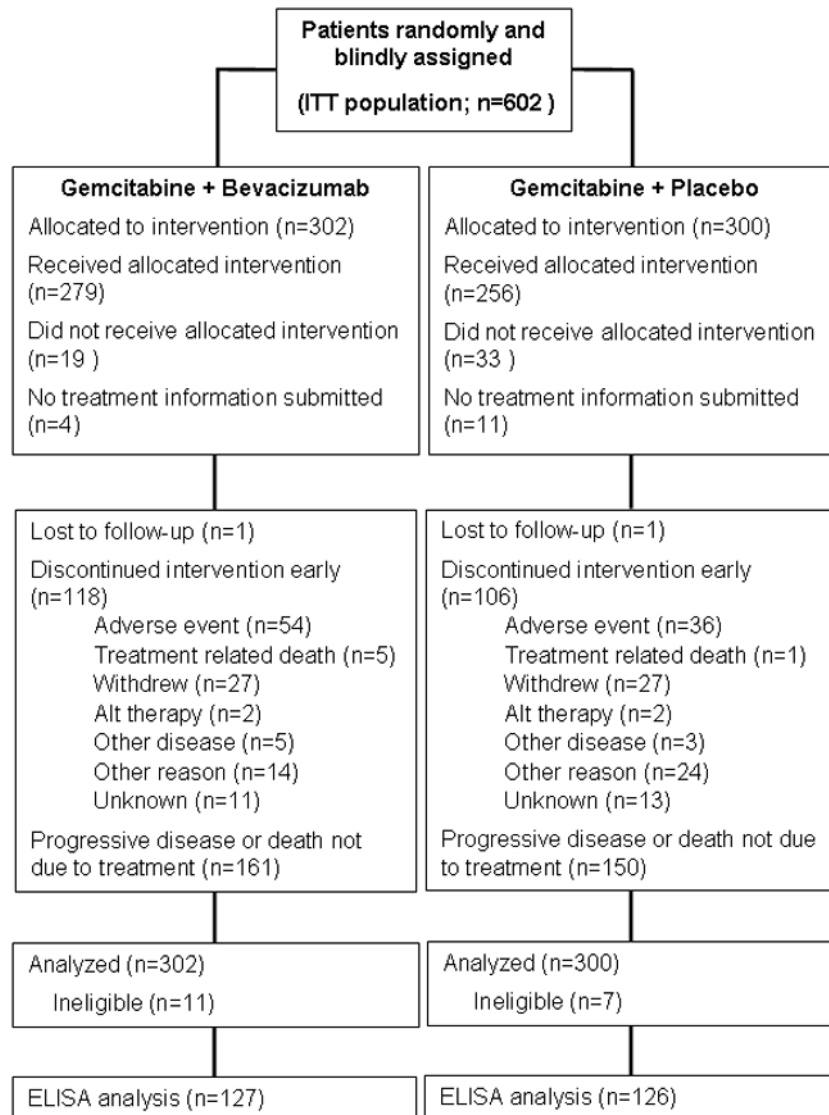 Patients randomly and
blindly assigned
(ITT population; n=602 )
Gemcitabine + Bevacizumab
Allocated to intervention (n=302)
Received allocated intervention
(n=279)
Did not receive allocated intervention
(n=19 )
No treatment information submitted
(n=4)
Gemcitabine + Placebo
Allocated to intervention (n=300)
Received allocated intervention
(n=256)
Did not receive allocated intervention
(n=33 )
No treatment information submitted
(n=11)
Lost to follow-up (n=1)
Discontinued intervention early
(n=118)
Adverse event (n=54)
Treatment related death (n=5)
Withdrew (n=27)
Alt therapy (n=2)
Other disease (n=5)
Other reason (n=14)
Unknown (n=11)
Progressive disease or death not
due to treatment (n=161)
Lost to follow-up (n=1)
Discontinued intervention early
(n=106)
Adverse event (n=36)
Treatment related death (n=1)
Withdrew (n=27)
Alt therapy (n=2)
Other disease (n=3)
Other reason (n=24)
Unknown (n=13)
Progressive disease or death not due
to treatment (n=150)
Analyzed (n=302)
Ineligible (n=11)
Analyzed (n=300)
Ineligible (n=7)
ELISA analysis (n=127)
ELISA analysis (n=126)